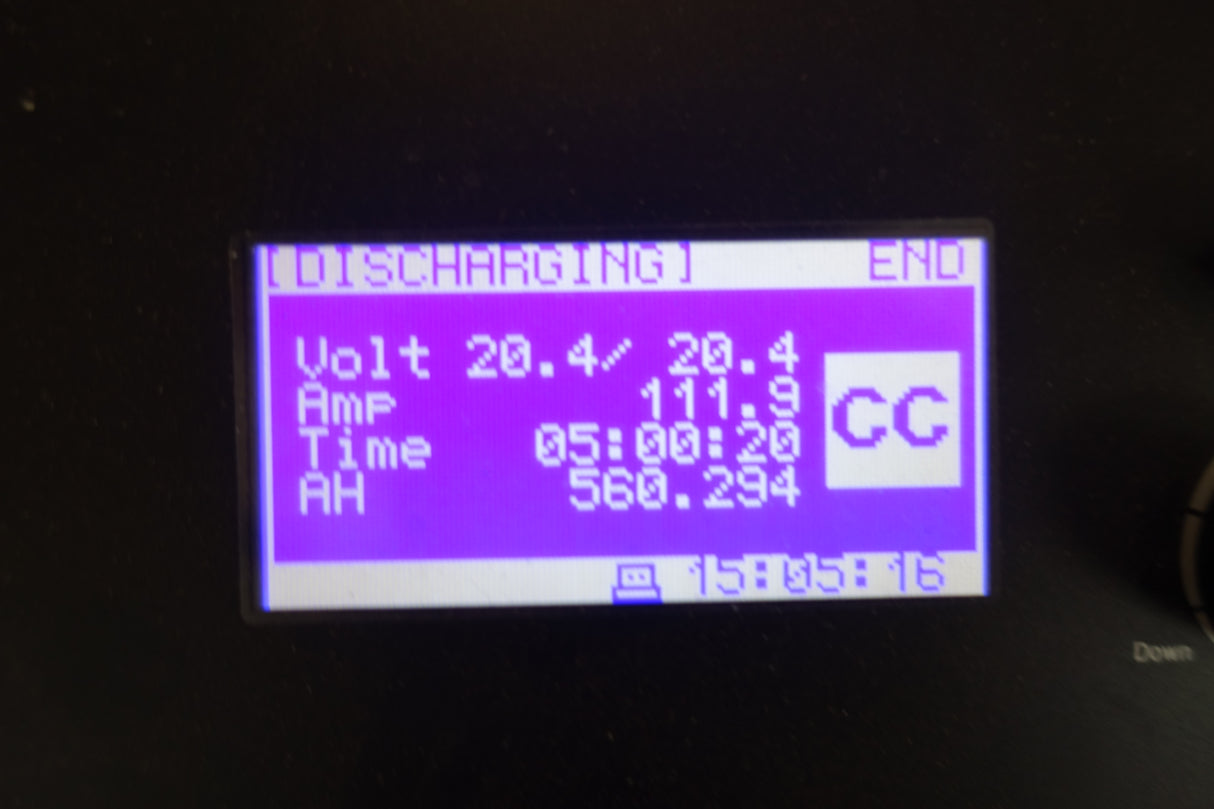 [DISCHARGING] END
Volt 20.4/ 20.4
Amp 111.9
CC
Time 05:00:20
AH 560.294
15:05:16
Down